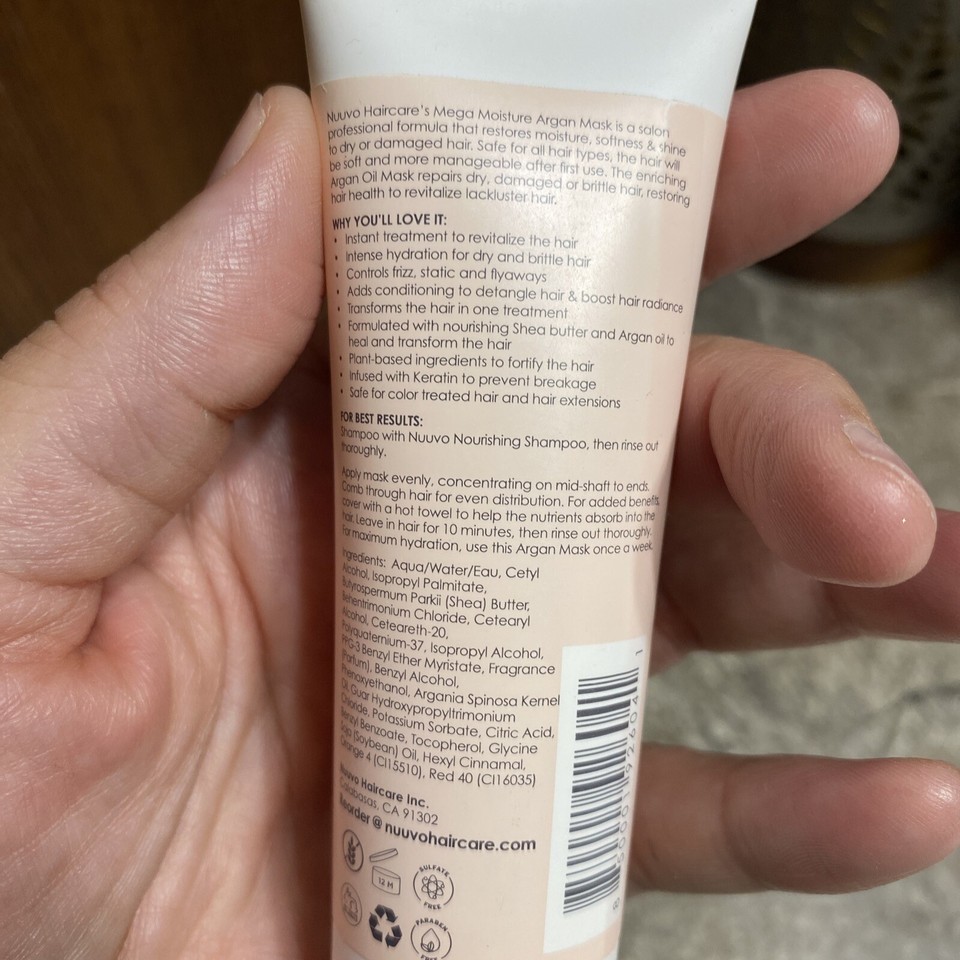 Nuuvo Haircare's Mega Moisture Argan Mask is a salon
professional formula that restores moisture, softness & shine
to dry or damaged hair. Safe for all hair types, the hair will
be soft and more manageable after first use. The enriching
Argan Oil Mask repairs dry, damaged or brittle hair, restoring
hair health to revitalize lackluster hair.
WHY YOU'LL LOVE IT:
• Instant treatment to revitalize the hair
• Intense hydration for dry and brittle hair
• Controls frizz, static and flyaways
• Adds conditioning to detangle hair & boost hair radiance
• Transforms the hair in one treatment
• Formulated with nourishing Shea butter and Argan oil to
heal and transform the hair
• Plant-based ingredients to fortify the hair
• Infused with Keratin to prevent breakage
• Safe for color treated hair and hair extensions
FOR BEST RESULTS:
Shampoo with Nuuvo Nourishing Shampoo, then rinse out
thoroughly.
Apply mask evenly, concentrating on mid-shaft to ends.
Comb through hair for even distribution. For added benefits,
cover with a hot towel to help the nutrients absorb into the
hair. Leave in hair for 10 minutes, then rinse out thoroughly.
For maximum hydration, use this Argan Mask once a week.
Ingredients: Aqua/Water/Eau, Cetyl
Alcohol, Isopropyl Palmitate,
Butyrospermum Parkii (Shea) Butter,
Behentrimonium Chloride, Cetearyl
Alcohol, Ceteareth-20,
Polyquaternium-37, Isopropyl Alcohol,
PPG-3 Benzyl Ether Myristate, Fragrance
(Parfum), Benzyl Alcohol,
Phenoxyethanol, Argania Spinosa Kernel
Oil, Guar Hydroxypropyltrimonium
Chloride, Potassium Sorbate, Citric Acid,
Benzyl Benzoate, Tocopherol, Glycine
Soja (Soybean) Oil, Hexyl Cinnamal,
Orange 4 (CI15510), Red 40 (CI16035)
Nuuvo Haircare Inc.
Calabasas, CA 91302
Reorder @ nuuvohaircare.com
12 M
SULFATE
FREE
PARABEN
FREE